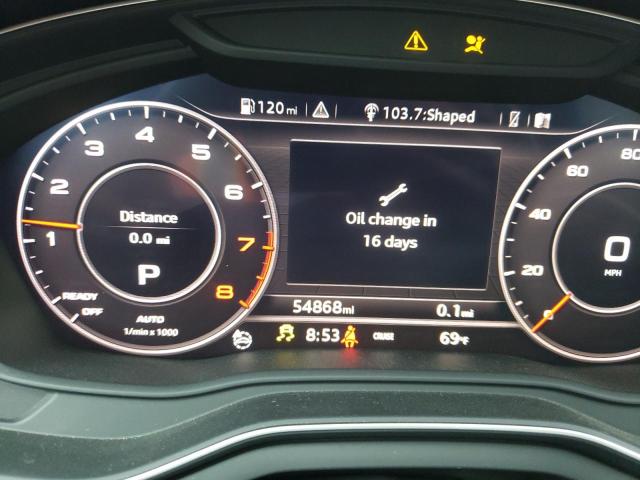 120 mi
103.7:Shaped
1 2 3 4 5 6 7 8
Distance
0.0 mi
P
READY
OFF
AUTO
1/min x 1000
Oil change in
16 days
0 20 40 60 80
0
MPH
54868mi
0.1mi
8:53
CRUISE
69°F